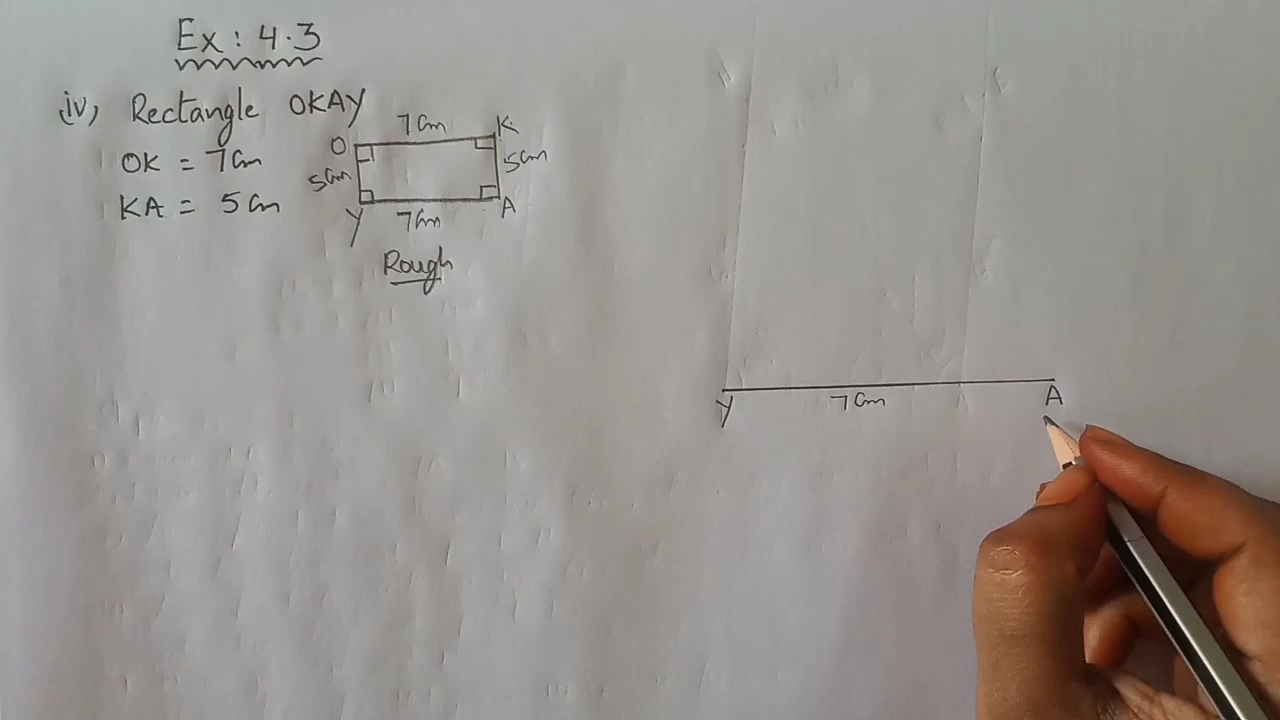 Ex: 4.3
iv) Rectangle OKAY
OK = 7cm
KA = 5cm
7cm
O
K
5cm
5cm
Y
7cm
A
Rough
Y
7cm
A